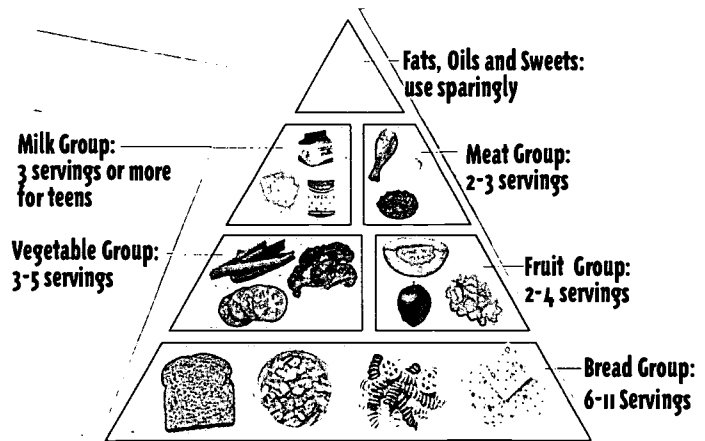 Fats, Oils and Sweets:
use sparingly
Milk Group:
3 servings or more
for teens
Meat Group:
2-3 servings
Vegetable Group:
3-5 servings
Fruit Group:
2-4 servings
Bread Group:
6-11 Servings